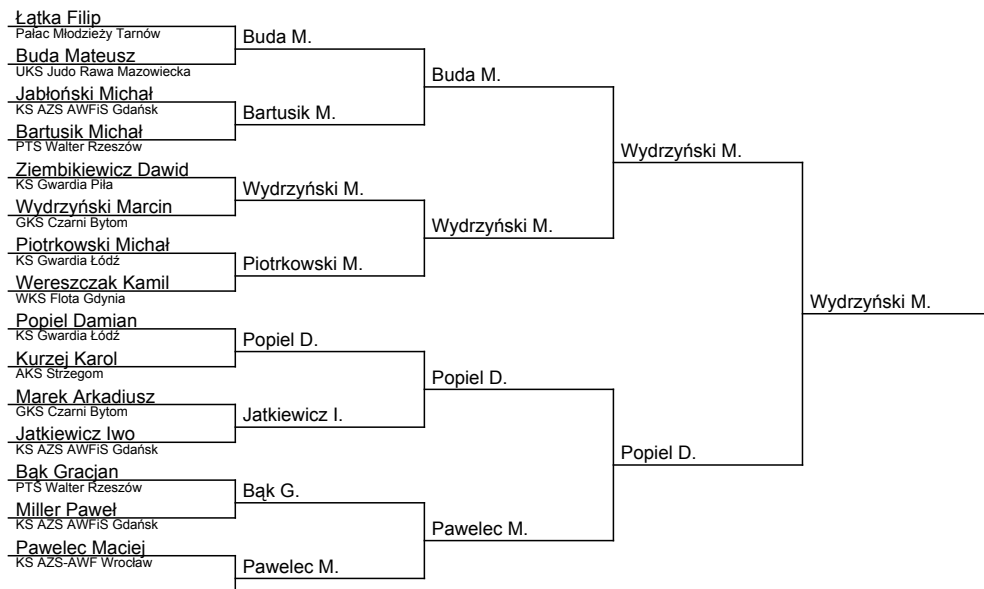 Łątka Filip
Pałac Młodzieży Tarnów
Buda Mateusz
UKS Judo Rawa Mazowiecka
Jabłoński Michał
KS AZS AWFiS Gdańsk
Bartusik Michał
PTS Walter Rzeszów
Ziembikiewicz Dawid
KS Gwardia Piła
Wydrzyński Marcin
GKS Czarni Bytom
Piotrkowski Michał
KS Gwardia Łódź
Wereszczak Kamil
WKS Flota Gdynia
Popiel Damian
KS Gwardia Łódź
Kurzej Karol
AKS Strzegom
Marek Arkadiusz
GKS Czarni Bytom
Jatkiewicz Iwo
KS AZS AWFiS Gdańsk
Bąk Gracjan
PTS Walter Rzeszów
Miller Paweł
KS AZS AWFiS Gdańsk
Pawelec Maciej
KS AZS-AWF Wrocław
Buda M.
Bartusik M.
Wydrzyński M.
Piotrkowski M.
Popiel D.
Jatkiewicz I.
Bąk G.
Pawelec M.
Buda M.
Wydrzyński M.
Popiel D.
Pawelec M.
Wydrzyński M.
Popiel D.
Wydrzyński M.